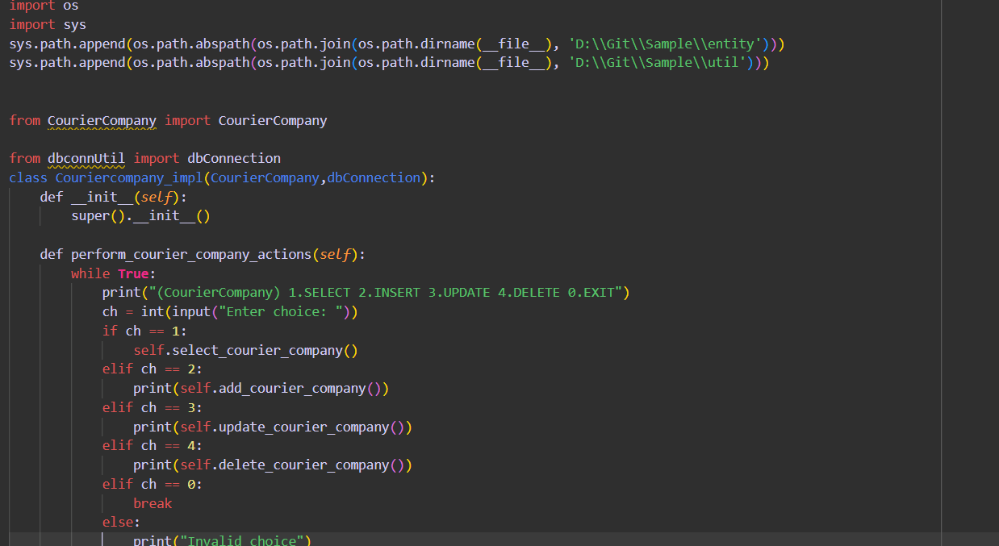 import os
import sys
sys.path.append(os.path.abspath(os.path.join(os.path.dirname(__file__), 'D:\\Git\\Sample\\entity')))
sys.path.append(os.path.abspath(os.path.join(os.path.dirname(__file__), 'D:\\Git\\Sample\\util')))
from CourierCompany import CourierCompany
from dbconnUtil import dbConnection
class Couriercompany_impl(CourierCompany,dbConnection):
    def __init__(self):
        super().__init__()
    def perform_courier_company_actions(self):
        while True:
            print("(CourierCompany) 1.SELECT 2.INSERT 3.UPDATE 4.DELETE 0.EXIT")
            ch = int(input("Enter choice: "))
            if ch == 1:
                self.select_courier_company()
            elif ch == 2:
                print(self.add_courier_company())
            elif ch == 3:
                print(self.update_courier_company())
            elif ch == 4:
                print(self.delete_courier_company())
            elif ch == 0:
                break
            else:
                print("Invalid choice")